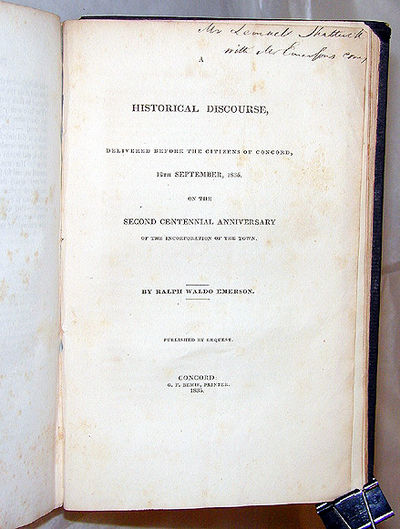 Mr Lemuel Shattuck
with Mr Emersons com
A
HISTORICAL DISCOURSE,
DELIVERED BEFORE THE CITIZENS OF CONCORD,
12TH SEPTEMBER, 1835.
ON THE
SECOND CENTENNIAL ANNIVERSARY
OF THE INCORPORATION OF THE TOWN.
BY RALPH WALDO EMERSON.
PUBLISHED BY REQUEST.
CONCORD:
G. F. BEMIS, PRINTER.
1835.